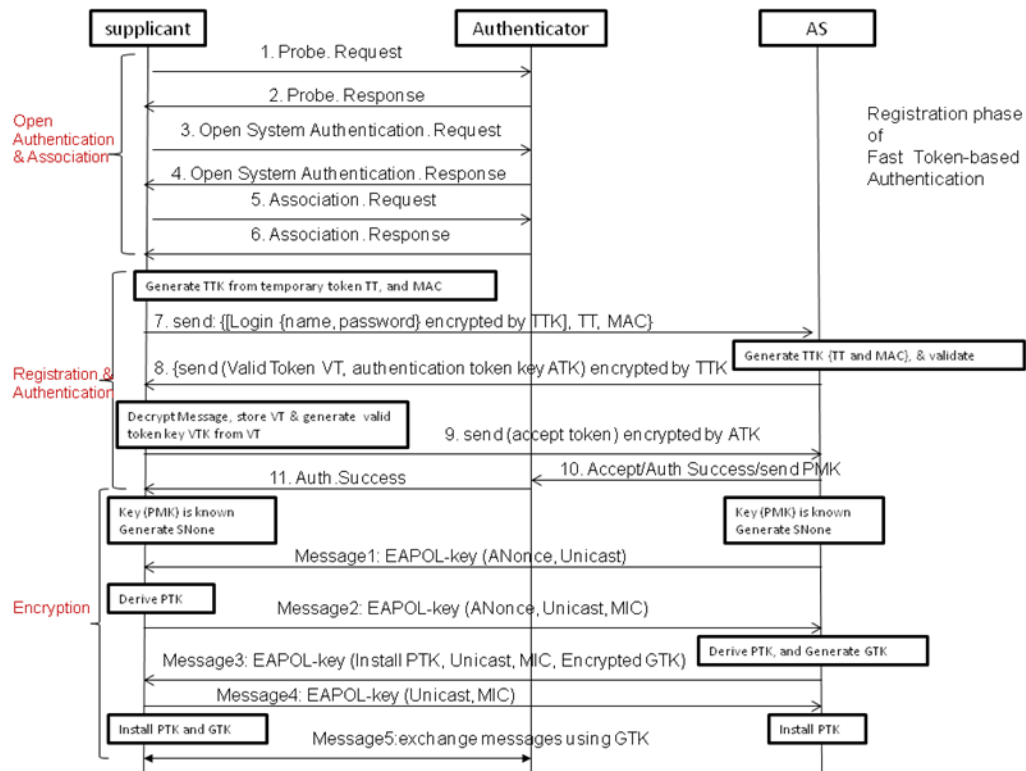 supplicant
Authenticator
AS
1. Probe. Request
2. Probe. Response
3. Open System Authentication. Request
4. Open System Authentication. Response
5. Association. Request
6. Association. Response
Open
Authentication
& Association
Registration phase
of
Fast Token-based
Authentication
Generate TTK from temporary token TT, and MAC
7. send: {[Login {name, password} encrypted by TTK], TT, MAC}
Generate TTK {TT and MAC}, & validate
8. {send (Valid Token VT, authentication token key ATK) encrypted by TTK
Registration &
Authentication
Decrypt Message, store VT & generate valid
token key VTK from VT
9. send (accept token) encrypted by ATK
10. Accept/Auth Success/send PMK
11. Auth.Success
Key {PMK} is known
Generate SNone
Key {PMK} is known
Generate SNone
Message1: EAPOL-key (ANonce, Unicast)
Derive PTK
Encryption
Message2: EAPOL-key (ANonce, Unicast, MIC)
Derive PTK, and Generate GTK
Message3: EAPOL-key (Install PTK, Unicast, MIC, Encrypted GTK)
Message4: EAPOL-key (Unicast, MIC)
Install PTK and GTK
Install PTK
Message5:exchange messages using GTK